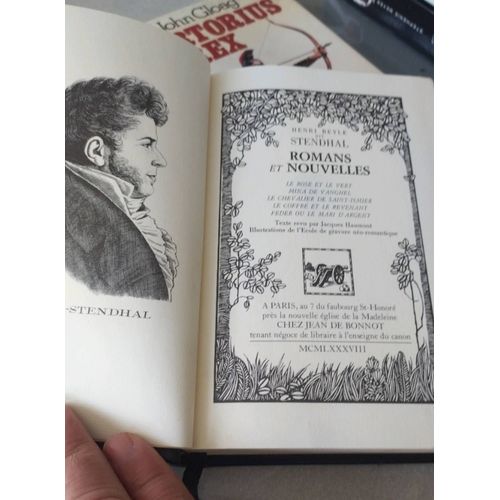 John Gloag
ARTORIUS
REX
-STENDHAL
HENRI BEYLE
DIT
STENDHAL
ROMANS
ET NOUVELLES
LE ROSE ET LE VERT
MINA DE VANGHEL
LE CHEVALIER DE SAINT-ISMIER
LE COFFRE ET LE REVENANT
FEDER OU LE MARI D'ARGENT
Texte revu par Jacques Haumont
Illustrations de l'Ecole de gravure néo-romantique
A PARIS, au 7 du faubourg St-Honoré
près la nouvelle église de la Madeleine
CHEZ JEAN DE BONNOT
tenant négoce de libraire à l'enseigne du canon
MCMLXXXVIII